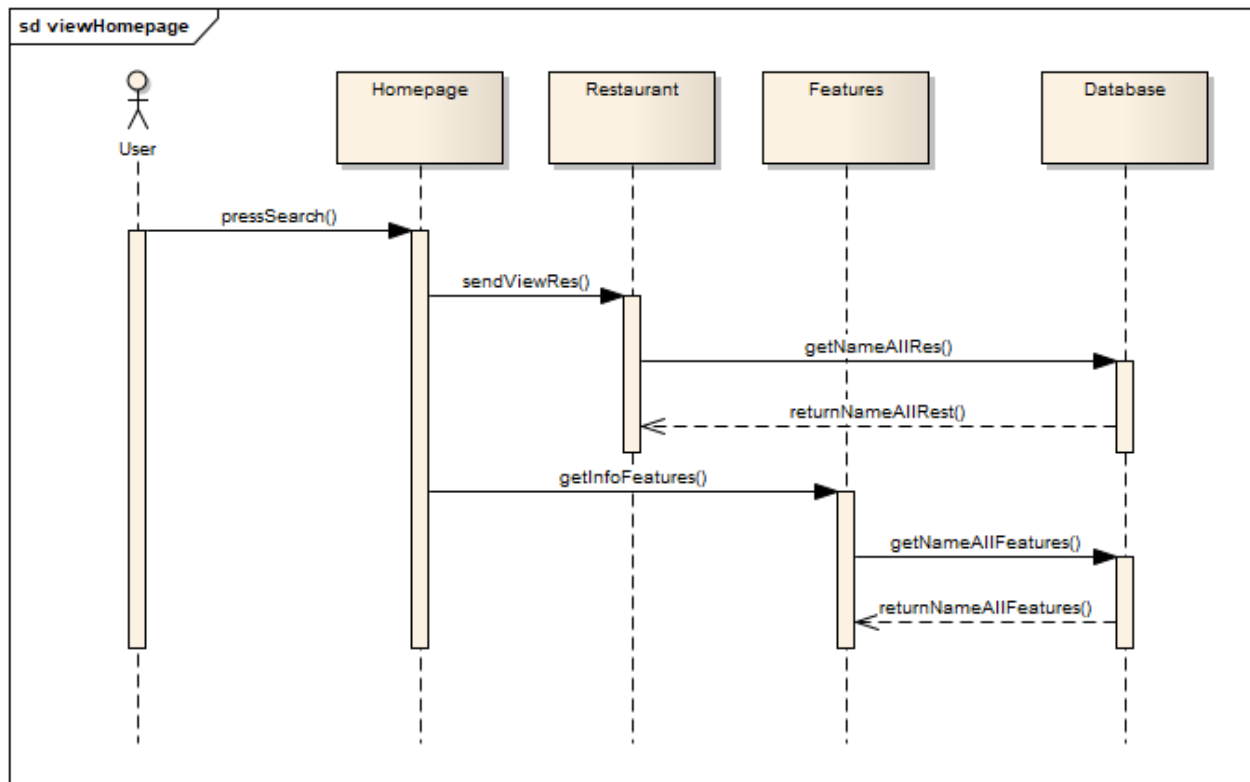 sd viewHomepage
User
Homepage
Restaurant
Features
Database
pressSearch()
sendViewRes()
getNameAllRes()
returnNameAllRest()
getInfoFeatures()
getNameAllFeatures()
returnNameAllFeatures()